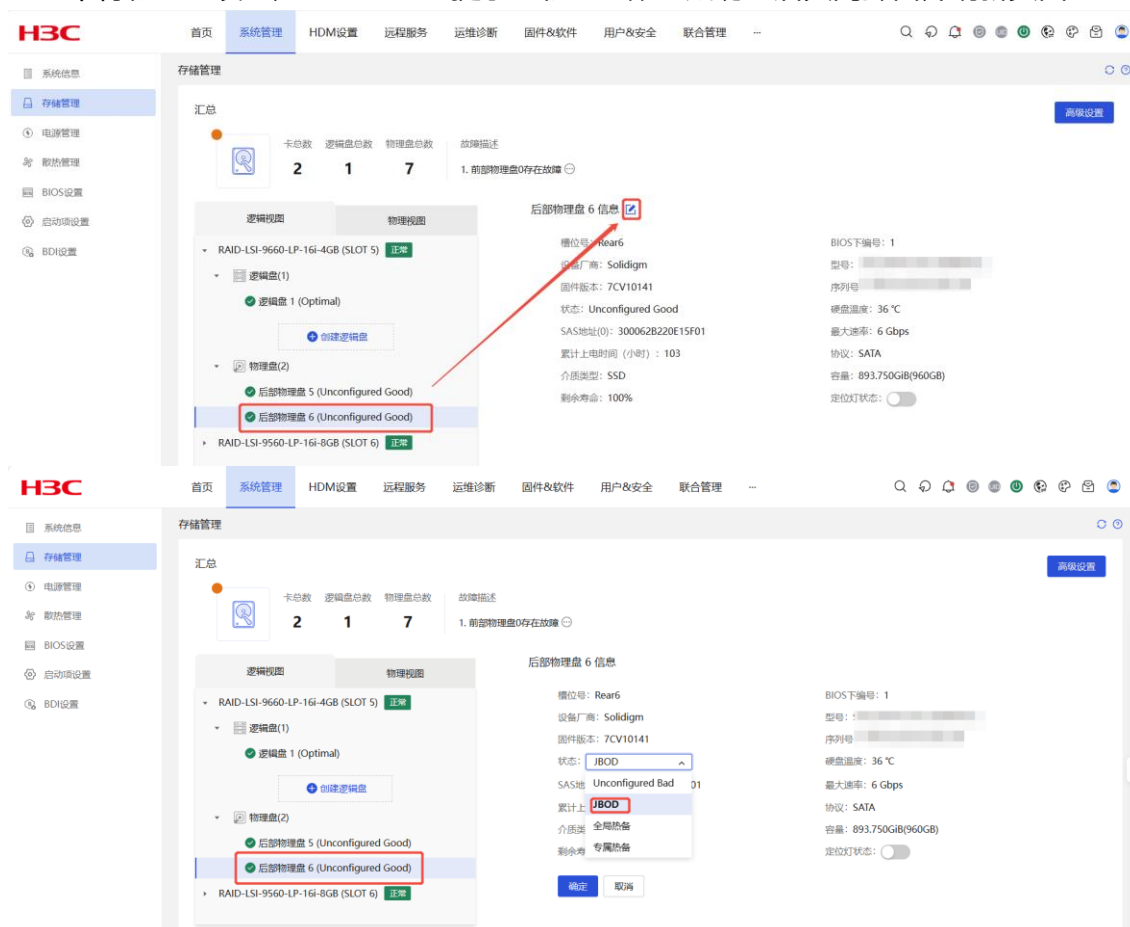 H3C 首页 系统管理 HDM设置 远程服务 运维诊断 固件&软件 用户&安全 联合管理 ...
系统信息
存储管理
电源管理
散热管理
BIOS设置
启动项设置
BDI设置
存储管理
汇总
高级设置
卡总数 逻辑盘总数 物理盘总数 故障描述
2 1 7 1. 前部物理盘0存在故障
逻辑视图 物理视图
RAID-LSI-9660-LP-16i-4GB (SLOT 5) 正常
逻辑盘(1)
逻辑盘 1 (Optimal)
创建逻辑盘
物理盘(2)
后部物理盘 5 (Unconfigured Good)
后部物理盘 6 (Unconfigured Good)
RAID-LSI-9560-LP-16i-8GB (SLOT 6) 正常
后部物理盘 6 信息
槽位号: Rear6 BIOS下编号: 1
设备厂商: Solidigm 型号:
固件版本: 7CV10141 序列号
状态: Unconfigured Good 硬盘温度: 36 ℃
SAS地址(0): 300062B220E15F01 最大速率: 6 Gbps
累计上电时间（小时）: 103 协议: SATA
介质类型: SSD 容量: 893.750GiB(960GB)
剩余寿命: 100% 定位灯状态:
H3C 首页 系统管理 HDM设置 远程服务 运维诊断 固件&软件 用户&安全 联合管理 ...
系统信息
存储管理
电源管理
散热管理
BIOS设置
启动项设置
BDI设置
存储管理
汇总
高级设置
卡总数 逻辑盘总数 物理盘总数 故障描述
2 1 7 1. 前部物理盘0存在故障
逻辑视图 物理视图
RAID-LSI-9660-LP-16i-4GB (SLOT 5) 正常
逻辑盘(1)
逻辑盘 1 (Optimal)
创建逻辑盘
物理盘(2)
后部物理盘 5 (Unconfigured Good)
后部物理盘 6 (Unconfigured Good)
RAID-LSI-9560-LP-16i-8GB (SLOT 6) 正常
后部物理盘 6 信息
槽位号: Rear6 BIOS下编号: 1
设备厂商: Solidigm 型号:
固件版本: 7CV10141 序列号
状态: JBOD 硬盘温度: 36 ℃
SAS地 Unconfigured Bad 01 最大速率: 6 Gbps
累计上 JBOD 协议: SATA
介质类 全局热备 容量: 893.750GiB(960GB)
剩余寿 专属热备 定位灯状态:
确定 取消